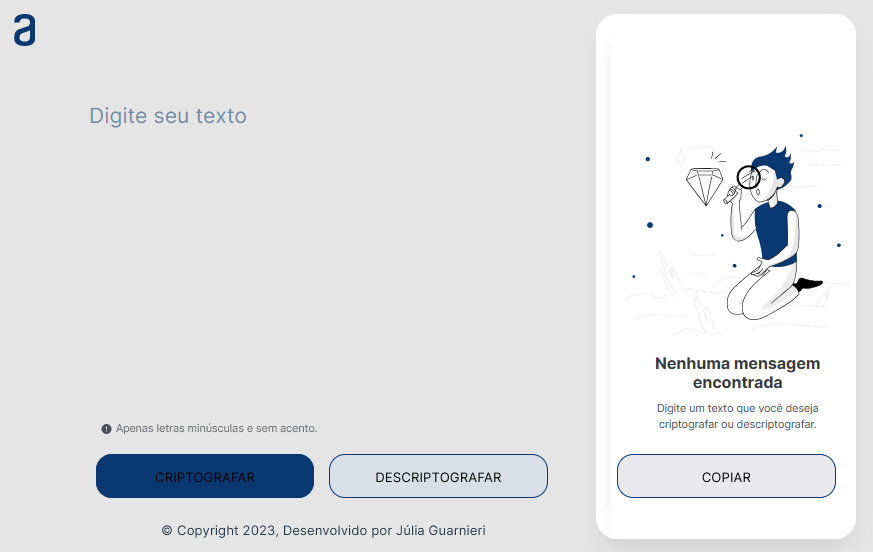 a
Digite seu texto
Nenhuma mensagem
encontrada
Digite um texto que você deseja
criptografar ou descriptografar.
Apenas letras minúsculas e sem acento.
CRIPTOGRAFAR
DESCRIPTOGRAFAR
COPIAR
© Copyright 2023, Desenvolvido por Júlia Guarnieri